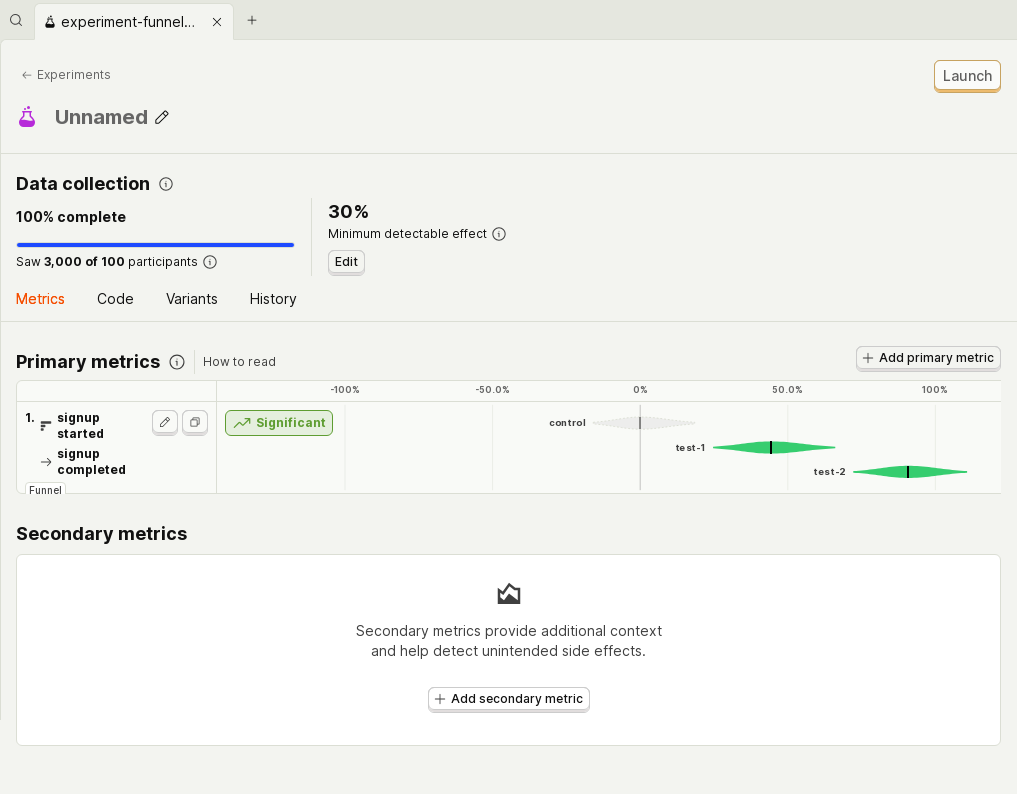 experiment-funnel...
Experiments
Launch
Unnamed
Data collection
100% complete
Saw 3,000 of 100 participants
30%
Minimum detectable effect
Edit
Metrics
Code
Variants
History
Primary metrics
How to read
Add primary metric
-100%
-50.0%
0%
50.0%
100%
1.
signup
started
signup
completed
Funnel
Significant
control
test-1
test-2
Secondary metrics
Secondary metrics provide additional context
and help detect unintended side effects.
Add secondary metric